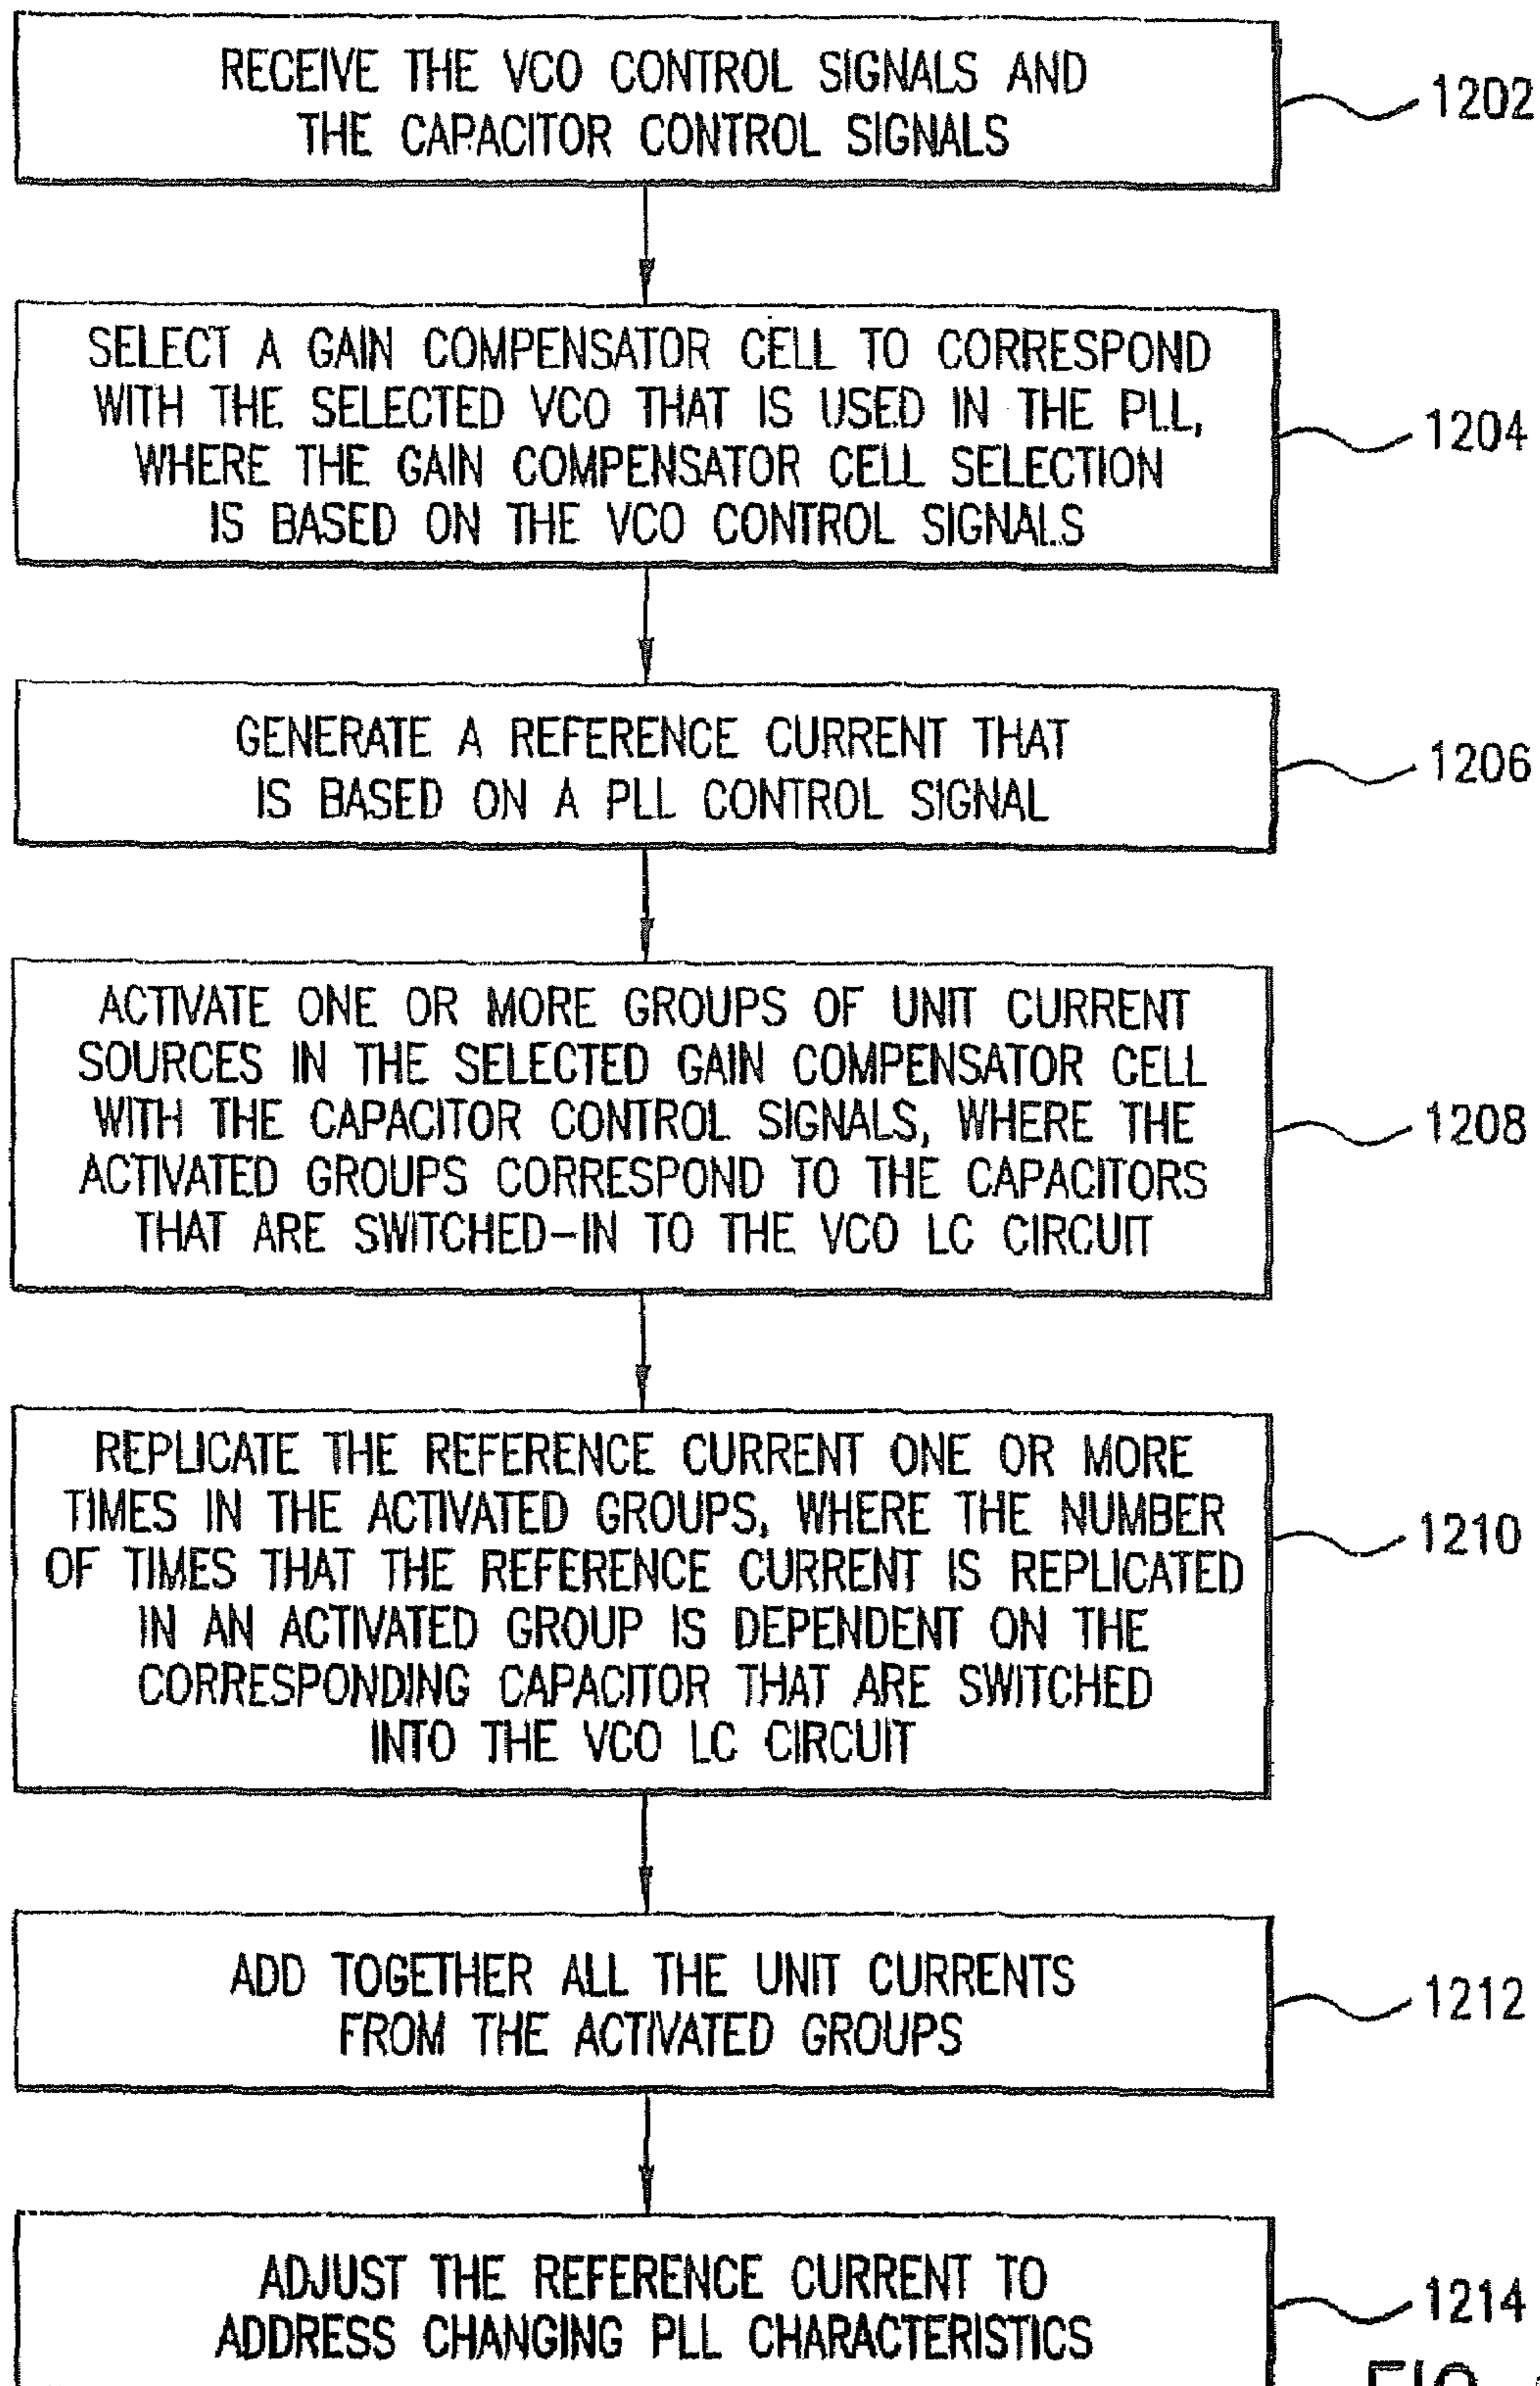 RECEIVE THE VCO CONTROL SIGNALS AND
THE CAPACITOR CONTROL SIGNALS
1202
SELECT A GAIN COMPENSATOR CELL TO CORRESPOND
WITH THE SELECTED VCO THAT IS USED IN THE PLL,
WHERE THE GAIN COMPENSATOR CELL SELECTION
IS BASED ON THE VCO CONTROL SIGNALS
1204
GENERATE A REFERENCE CURRENT THAT
IS BASED ON A PLL CONTROL SIGNAL
1206
ACTIVATE ONE OR MORE GROUPS OF UNIT CURRENT
SOURCES IN THE SELECTED GAIN COMPENSATOR CELL
WITH THE CAPACITOR CONTROL SIGNALS, WHERE THE
ACTIVATED GROUPS CORRESPOND TO THE CAPACITORS
THAT ARE SWITCHED-IN TO THE VCO LC CIRCUIT
1208
REPLICATE THE REFERENCE CURRENT ONE OR MORE
TIMES IN THE ACTIVATED GROUPS, WHERE THE NUMBER
OF TIMES THAT THE REFERENCE CURRENT IS REPLICATED
IN AN ACTIVATED GROUP IS DEPENDENT ON THE
CORRESPONDING CAPACITOR THAT ARE SWITCHED
INTO THE VCO LC CIRCUIT
1210
ADD TOGETHER ALL THE UNIT CURRENTS
FROM THE ACTIVATED GROUPS
1212
ADJUST THE REFERENCE CURRENT TO
ADDRESS CHANGING PLL CHARACTERISTICS
1214